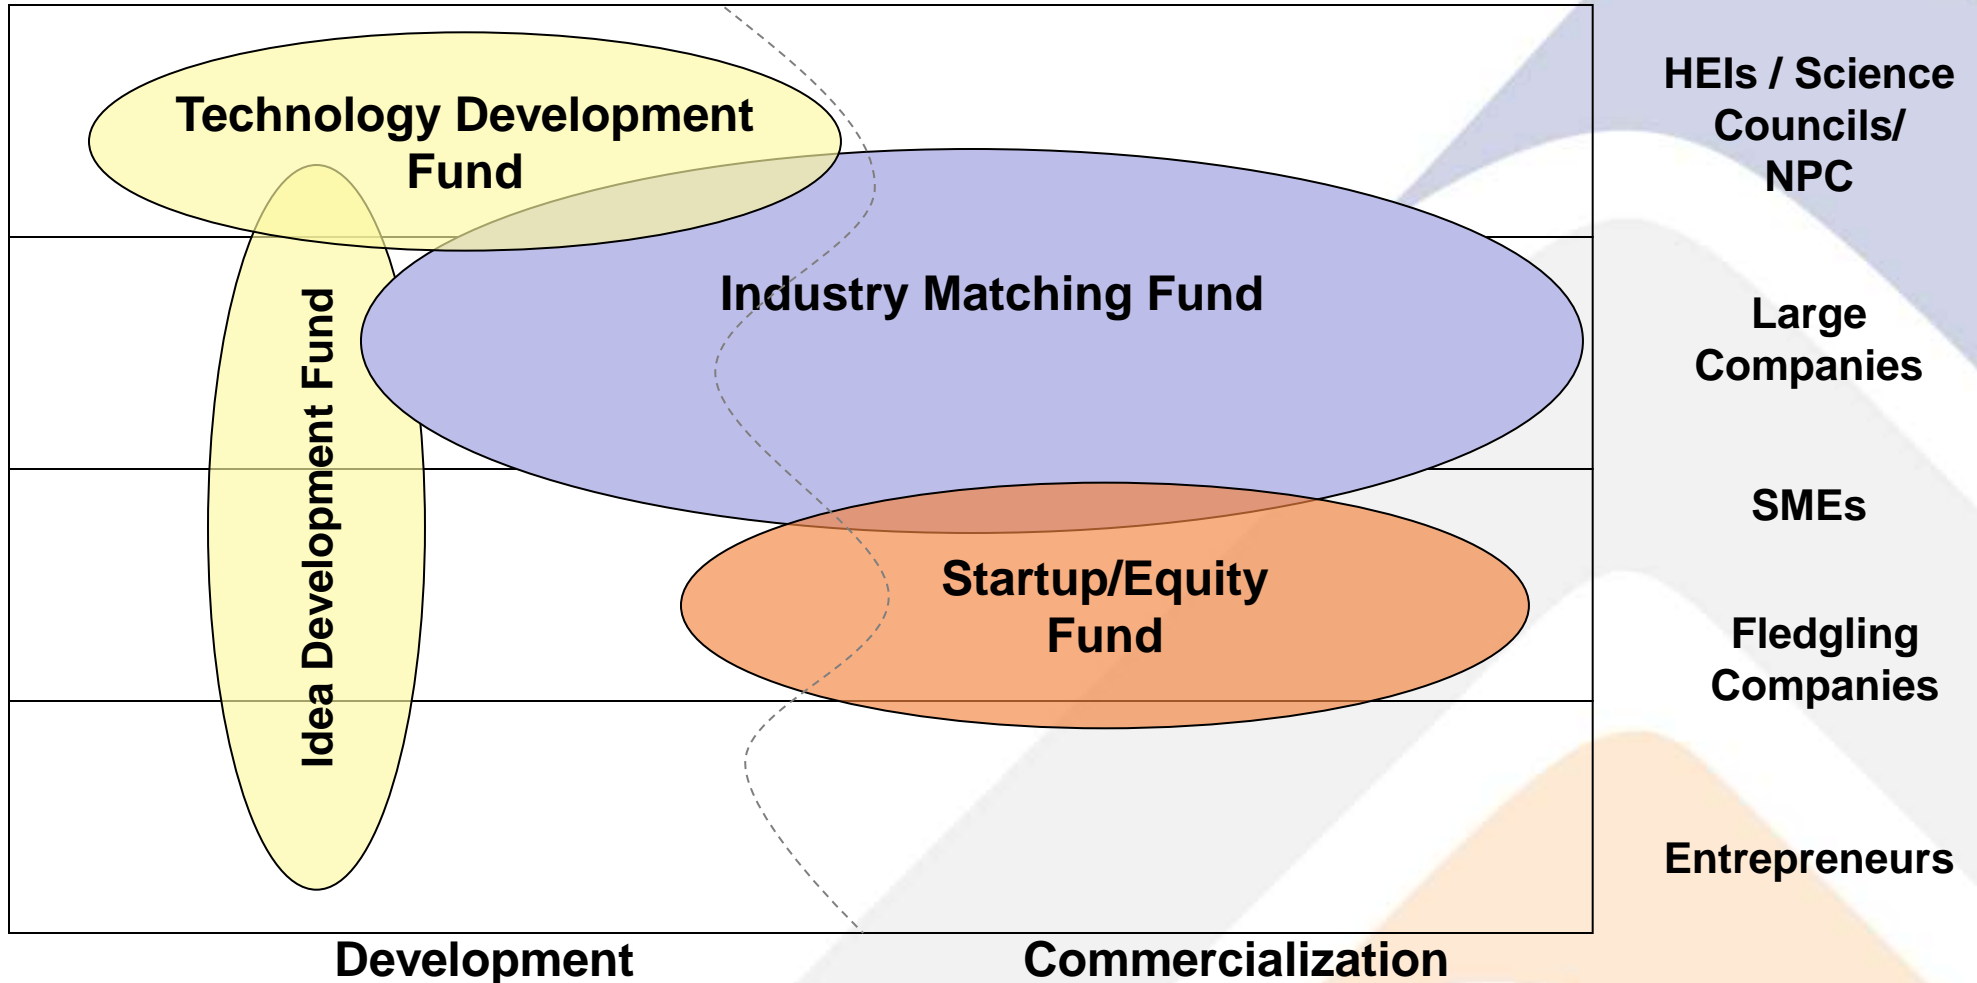 Technology Development
Fund
Industry Matching Fund
Idea Development Fund
Startup/Equity
Fund
HEIs / Science
Councils/
NPC
Large
Companies
SMEs
Fledgling
Companies
Entrepreneurs
Development
Commercialization